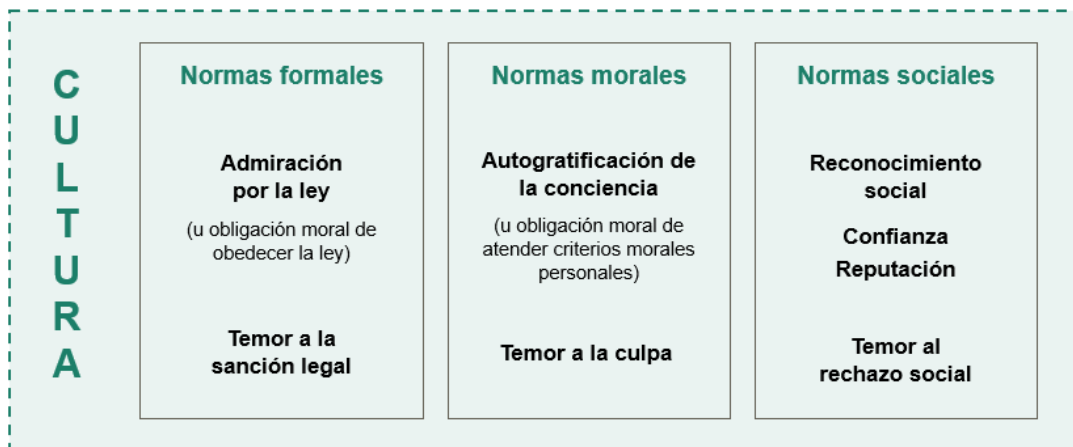 CULTURA
Normas formales
Admiración
por la ley
(u obligación moral de
obedecer la ley)
Temor a la
sanción legal
Normas morales
Autogratificación de
la conciencia
(u obligación moral de
atender criterios morales
personales)
Temor a la culpa
Normas sociales
Reconocimiento
social
Confianza
Reputación
Temor al
rechazo social